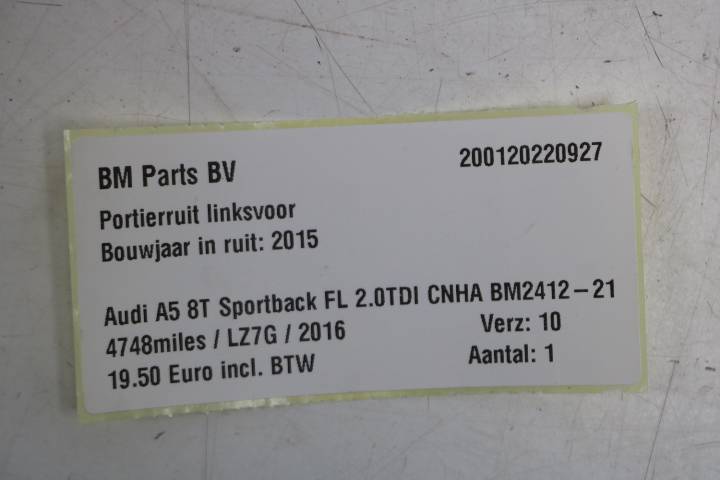 BM Parts BV 200120220927
Portierruit linksvoor
Bouwjaar in ruit: 2015
Audi A5 8T Sportback FL 2.0TDI CNHA BM2412-21
4748miles / LZ7G / 2016 Verz: 10
19.50 Euro incl. BTW Aantal: 1